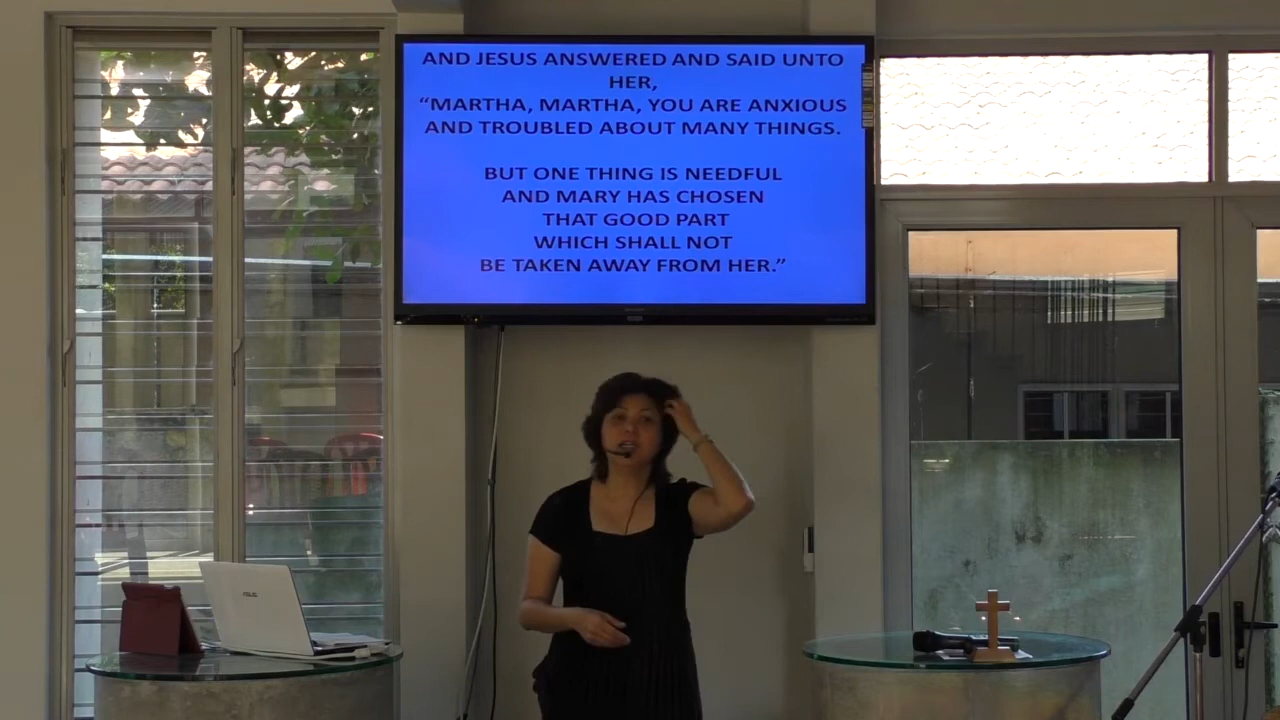 AND JESUS ANSWERED AND SAID UNTO
HER,
“MARTHA, MARTHA, YOU ARE ANXIOUS
AND TROUBLED ABOUT MANY THINGS.
BUT ONE THING IS NEEDFUL
AND MARY HAS CHOSEN
THAT GOOD PART
WHICH SHALL NOT
BE TAKEN AWAY FROM HER.”
ASUS